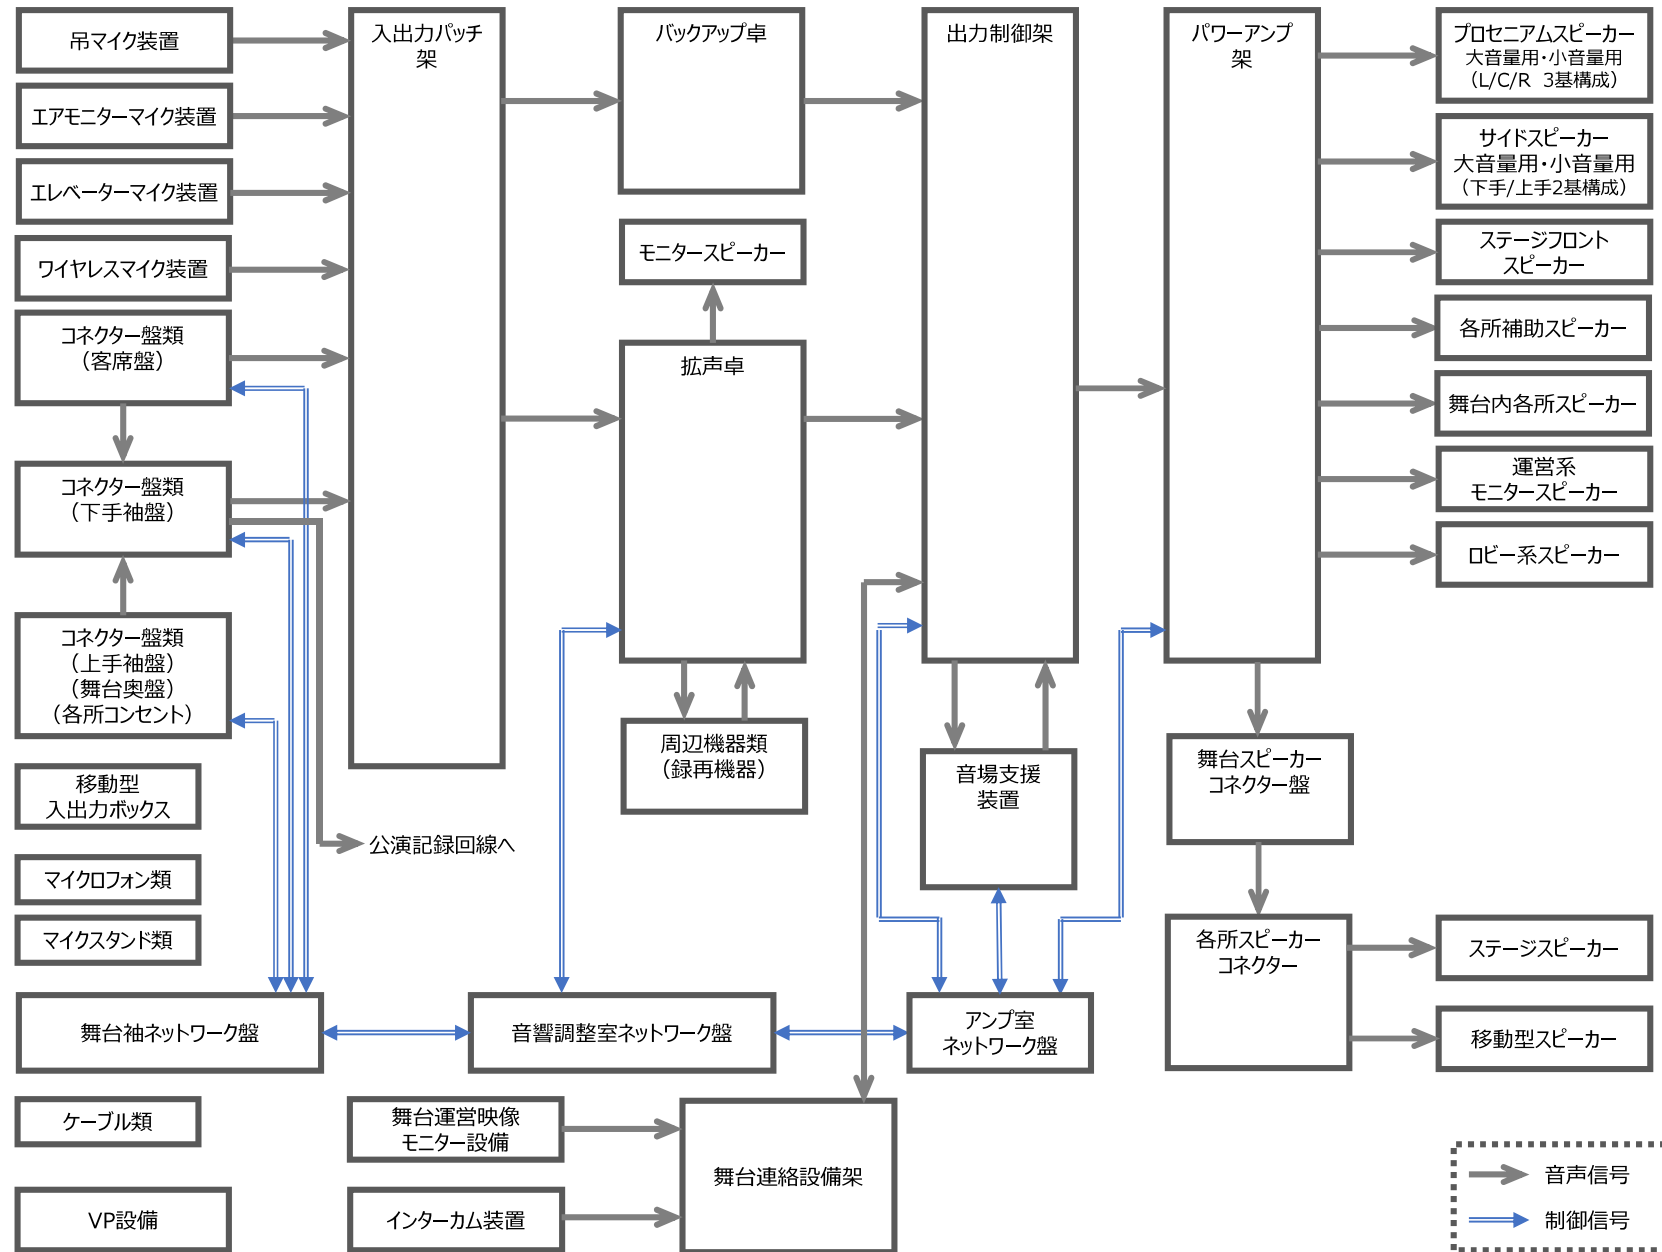 吊マイク装置
エアモニターマイク装置
エレベーターマイク装置
ワイヤレスマイク装置
コネクター盤類
（客席盤）
コネクター盤類
（下手袖盤）
コネクター盤類
（上手袖盤）
（舞台奥盤）
（各所コンセント）
移動型
入出力ボックス
マイクロフォン類
マイクスタンド類
舞台袖ネットワーク盤
ケーブル類
VP設備
入出力パッチ
架
公演記録回線へ
バックアップ卓
モニタースピーカー
拡声卓
周辺機器類
（録再機器）
音響調整室ネットワーク盤
舞台運営映像
モニター設備
インターカム装置
舞台連絡設備架
出力制御架
音場支援
装置
アンプ室
ネットワーク盤
パワーアンプ
架
舞台スピーカー
コネクター盤
各所スピーカー
コネクター
プロセニアムスピーカー
大音量用・小音量用
（L/C/R 3基構成）
サイドスピーカー
大音量用・小音量用
（下手/上手2基構成）
ステージフロント
スピーカー
各所補助スピーカー
舞台内各所スピーカー
運営系
モニタースピーカー
ロビー系スピーカー
ステージスピーカー
移動型スピーカー
音声信号
制御信号